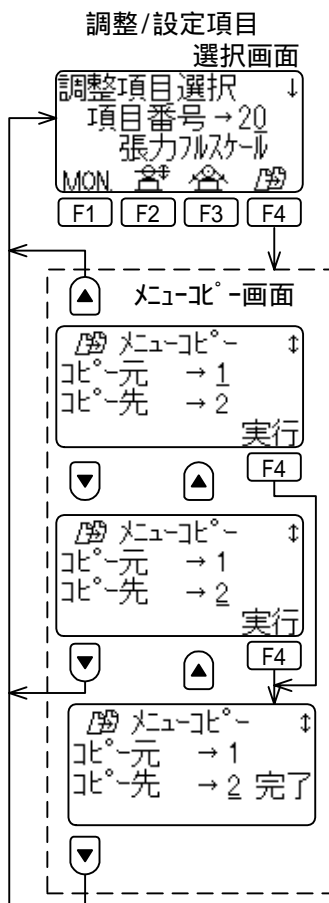 調整/設定項目
選択画面
調整項目選択 ↓
項目番号→20
張力フルスケール
MON.
F1 F2 F3 F4
▲ メニューコピー画面
メニューコピー ↕
コピー元 →1
コピー先 →2
実行
▼ ▲ F4
メニューコピー ↕
コピー元 →1
コピー先 →2
実行
▼ ▲ F4
メニューコピー ↕
コピー元 →1
コピー先 →2 完了
▼